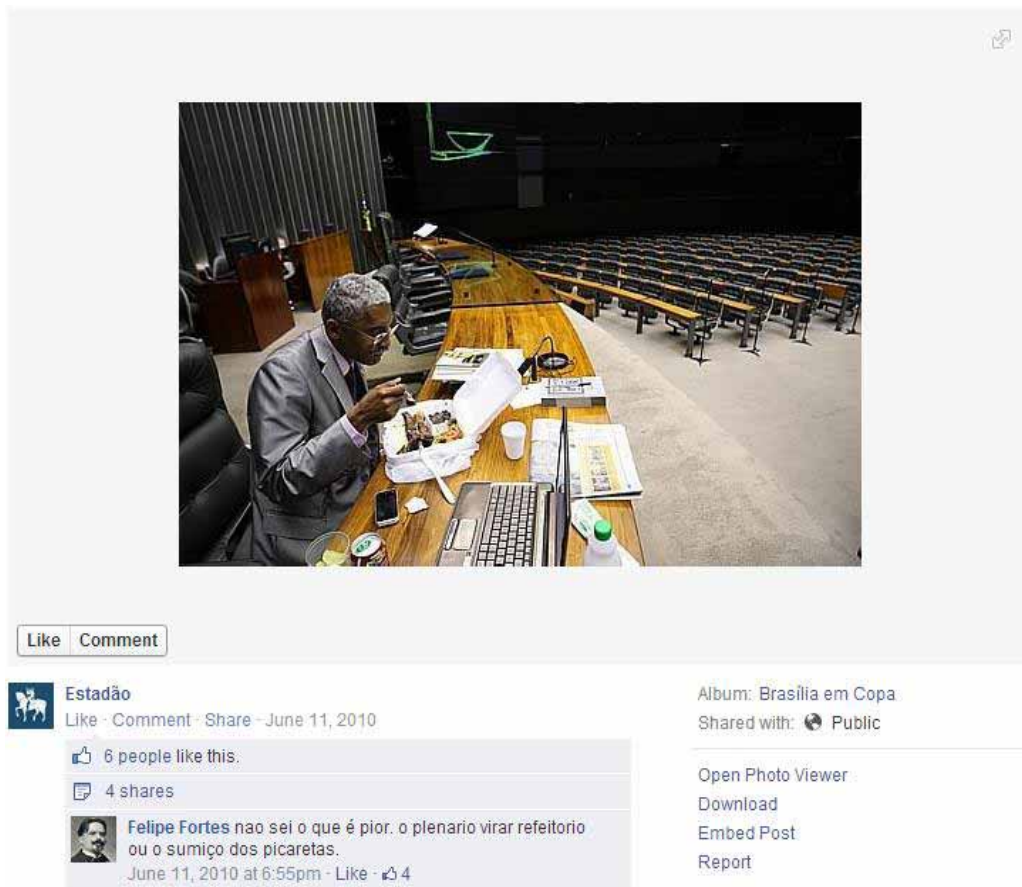 Like Comment
Estadão
Like · Comment · Share · June 11, 2010
6 people like this.
4 shares
Felipe Fortes nao sei o que é pior. o plenario virar refeitorio
ou o sumiço dos picaretas.
June 11, 2010 at 6:55pm · Like · 4
Album: Brasília em Copa
Shared with: Public
Open Photo Viewer
Download
Embed Post
Report